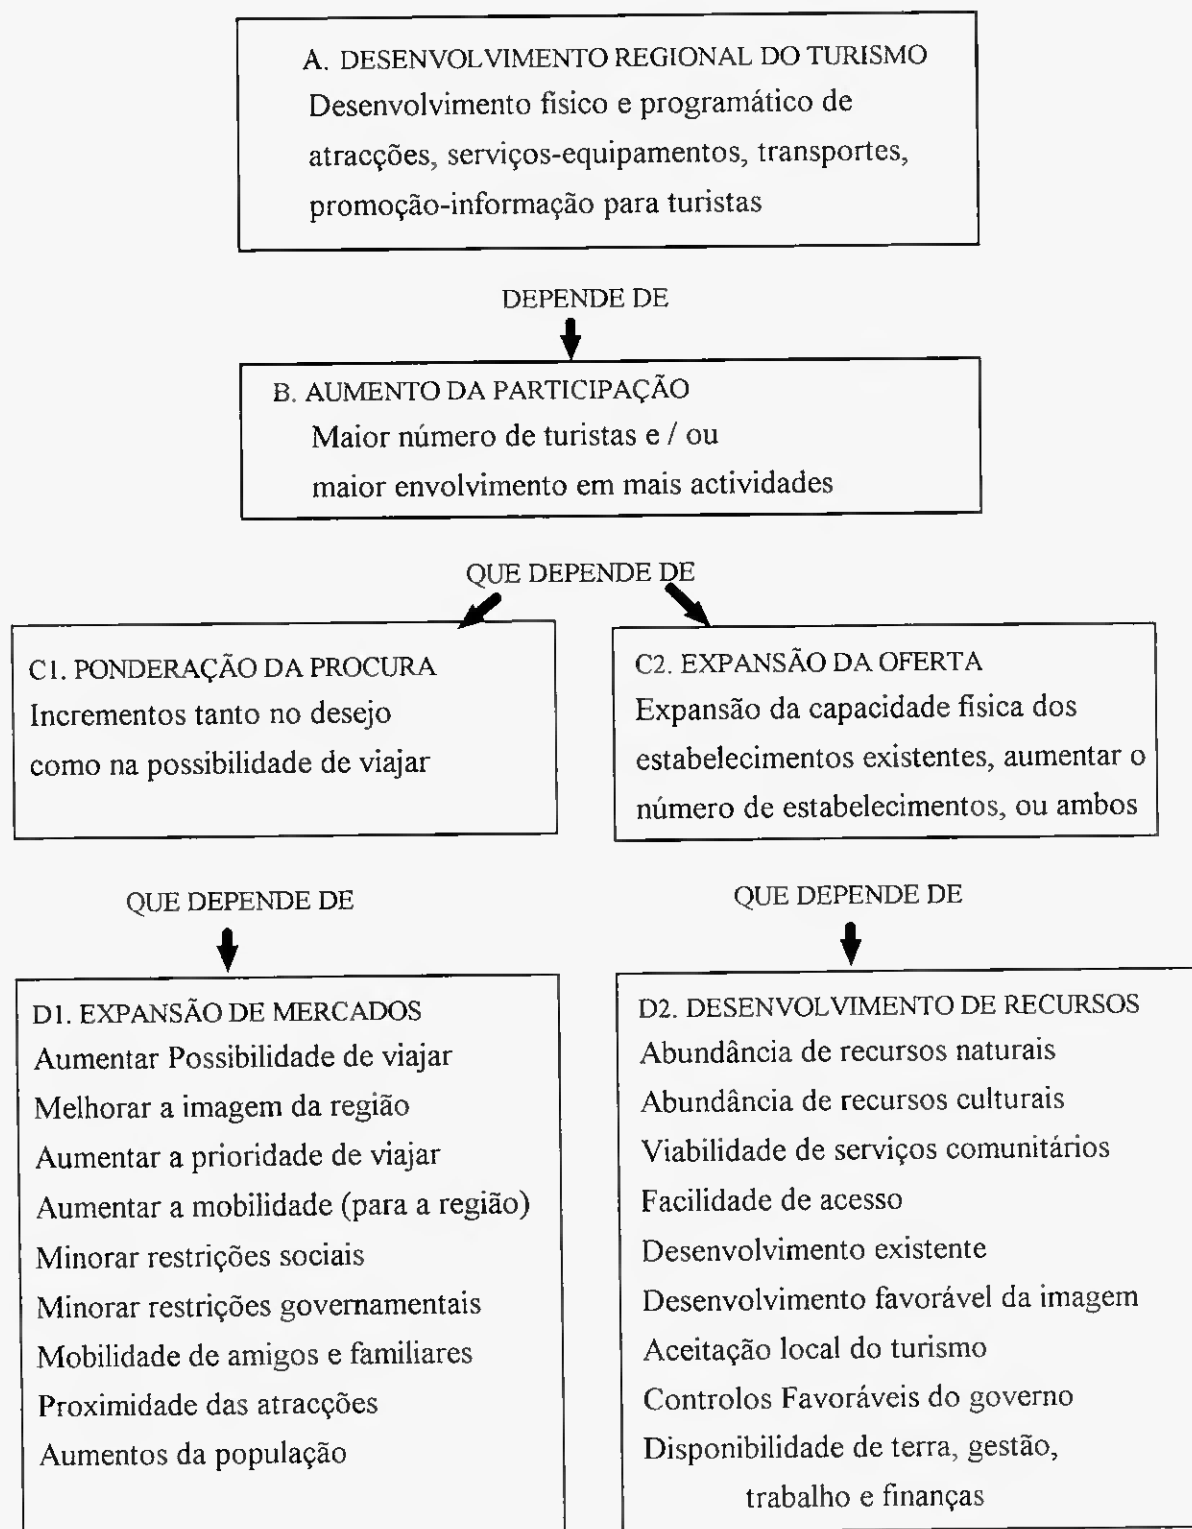 A. DESENVOLVIMENTO REGIONAL DO TURISMO
Desenvolvimento fisico e programático de
atracções, serviços-equipamentos, transportes,
promoção-informação para turistas
DEPENDE DE
B. AUMENTO DA PARTICIPAÇÃO
Maior número de turistas e / ou
maior envolvimento em mais actividades
QUE DEPENDE DE
C1. PONDERAÇÃO DA PROCURA
Incrementos tanto no desejo
como na possibilidade de viajar
C2. EXPANSÃO DA OFERTA
Expansão da capacidade física dos
estabelecimentos existentes, aumentar o
número de estabelecimentos, ou ambos
QUE DEPENDE DE
QUE DEPENDE DE
D1. EXPANSÃO DE MERCADOS
Aumentar Possibilidade de viajar
Melhorar a imagem da região
Aumentar a prioridade de viajar
Aumentar a mobilidade (para a região)
Minorar restrições sociais
Minorar restrições governamentais
Mobilidade de amigos e familiares
Proximidade das atracções
Aumentos da população
D2. DESENVOLVIMENTO DE RECURSOS
Abundância de recursos naturais
Abundância de recursos culturais
Viabilidade de serviços comunitários
Facilidade de acesso
Desenvolvimento existente
Desenvolvimento favorável da imagem
Aceitação local do turismo
Controlos Favoráveis do governo
Disponibilidade de terra, gestão,
trabalho e finanças